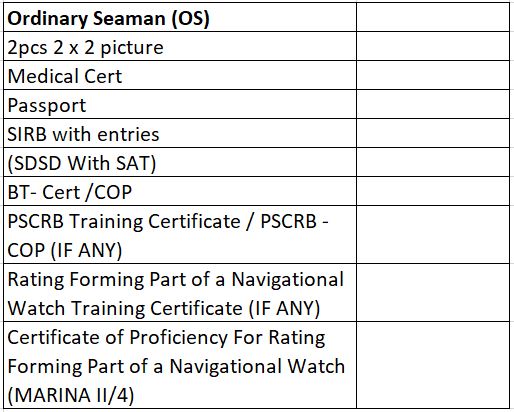 Ordinary Seaman (OS)
2pcs 2 x 2 picture
Medical Cert
Passport
SIRB with entries
(SDSD With SAT)
BT- Cert /COP
PSCRB Training Certificate / PSCRB -
COP (IF ANY)
Rating Forming Part of a Navigational
Watch Training Certificate (IF ANY)
Certificate of Proficiency For Rating
Forming Part of a Navigational Watch
(MARINA II/4)